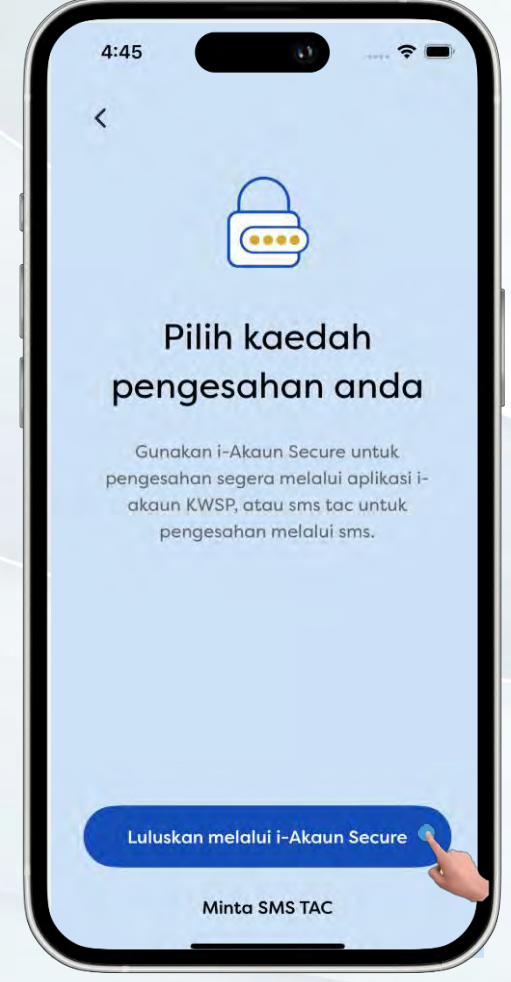 4:45
Pilih kaedah
pengesahan anda
Gunakan i-Akaun Secure untuk
pengesahan segera melalui aplikasi i-
akaun KWSP, atau sms tac untuk
pengesahan melalui sms.
Luluskan melalui i-Akaun Secure
Minta SMS TAC